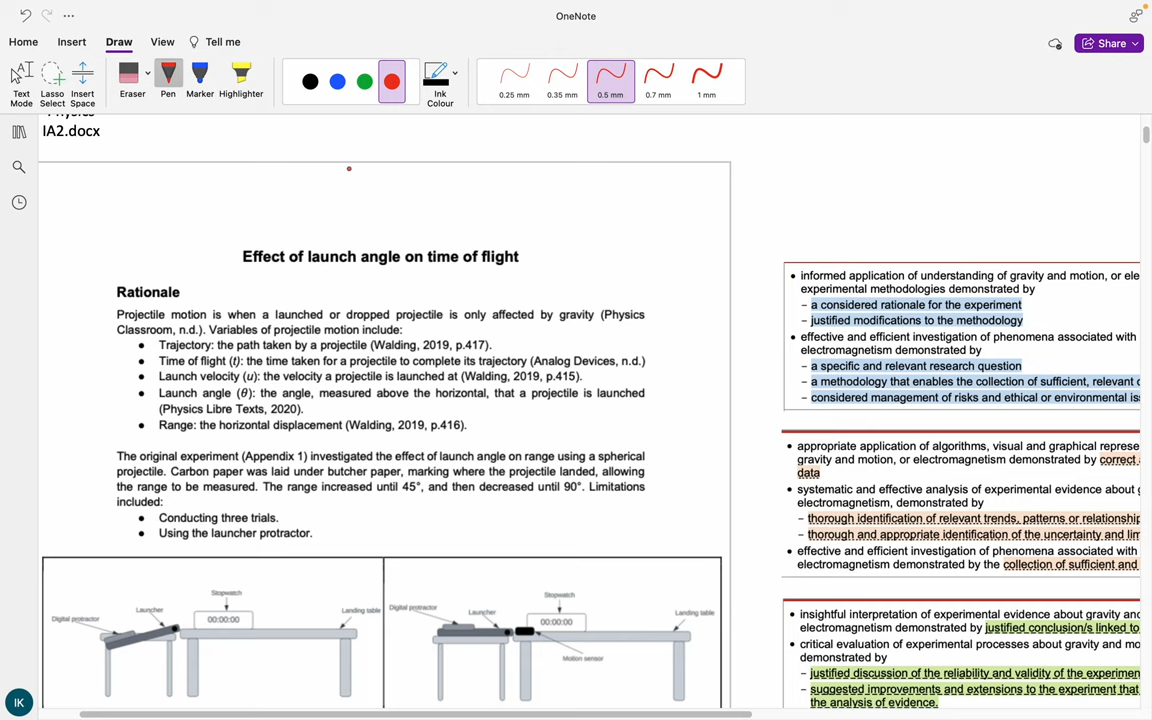 OneNote
Home Insert Draw View Tell me
Share
Text Mode
Lasso Select
Insert Space
Eraser
Pen
Marker
Highlighter
Ink Colour
0.25 mm
0.35 mm
0.5 mm
0.7 mm
1 mm
Physics
IA2.docx
Effect of launch angle on time of flight
Rationale
Projectile motion is when a launched or dropped projectile is only affected by gravity (Physics
Classroom, n.d.). Variables of projectile motion include:
• Trajectory: the path taken by a projectile (Walding, 2019, p.417).
• Time of flight (t): the time taken for a projectile to complete its trajectory (Analog Devices, n.d.)
• Launch velocity (u): the velocity a projectile is launched at (Walding, 2019, p.415).
• Launch angle (θ): the angle, measured above the horizontal, that a projectile is launched
(Physics Libre Texts, 2020).
• Range: the horizontal displacement (Walding, 2019, p.416).
The original experiment (Appendix 1) investigated the effect of launch angle on range using a spherical
projectile. Carbon paper was laid under butcher paper, marking where the projectile landed, allowing
the range to be measured. The range increased until 45°, and then decreased until 90°. Limitations
included:
• Conducting three trials.
• Using the launcher protractor.
Stopwatch
Launcher
Digital protractor
00:00:00
Landing table
Stopwatch
Digital protractor
Launcher
00:00:00
Landing table
Motion sensor
• informed application of understanding of gravity and motion, or ele
experimental methodologies demonstrated by
– a considered rationale for the experiment
– justified modifications to the methodology
• effective and efficient investigation of phenomena associated with
electromagnetism demonstrated by
– a specific and relevant research question
– a methodology that enables the collection of sufficient, relevant
– considered management of risks and ethical or environmental is
• appropriate application of algorithms, visual and graphical represe
gravity and motion, or electromagnetism demonstrated by correct
data
• systematic and effective analysis of experimental evidence about
electromagnetism, demonstrated by
– thorough identification of relevant trends, patterns or relationship
– thorough and appropriate identification of the uncertainty and lim
• effective and efficient investigation of phenomena associated with
electromagnetism demonstrated by the collection of sufficient and
• insightful interpretation of experimental evidence about gravity and
electromagnetism demonstrated by justified conclusion/s linked to
• critical evaluation of experimental processes about gravity and mo
demonstrated by
– justified discussion of the reliability and validity of the experimen
– suggested improvements and extensions to the experiment that
the analysis of evidence.
IK